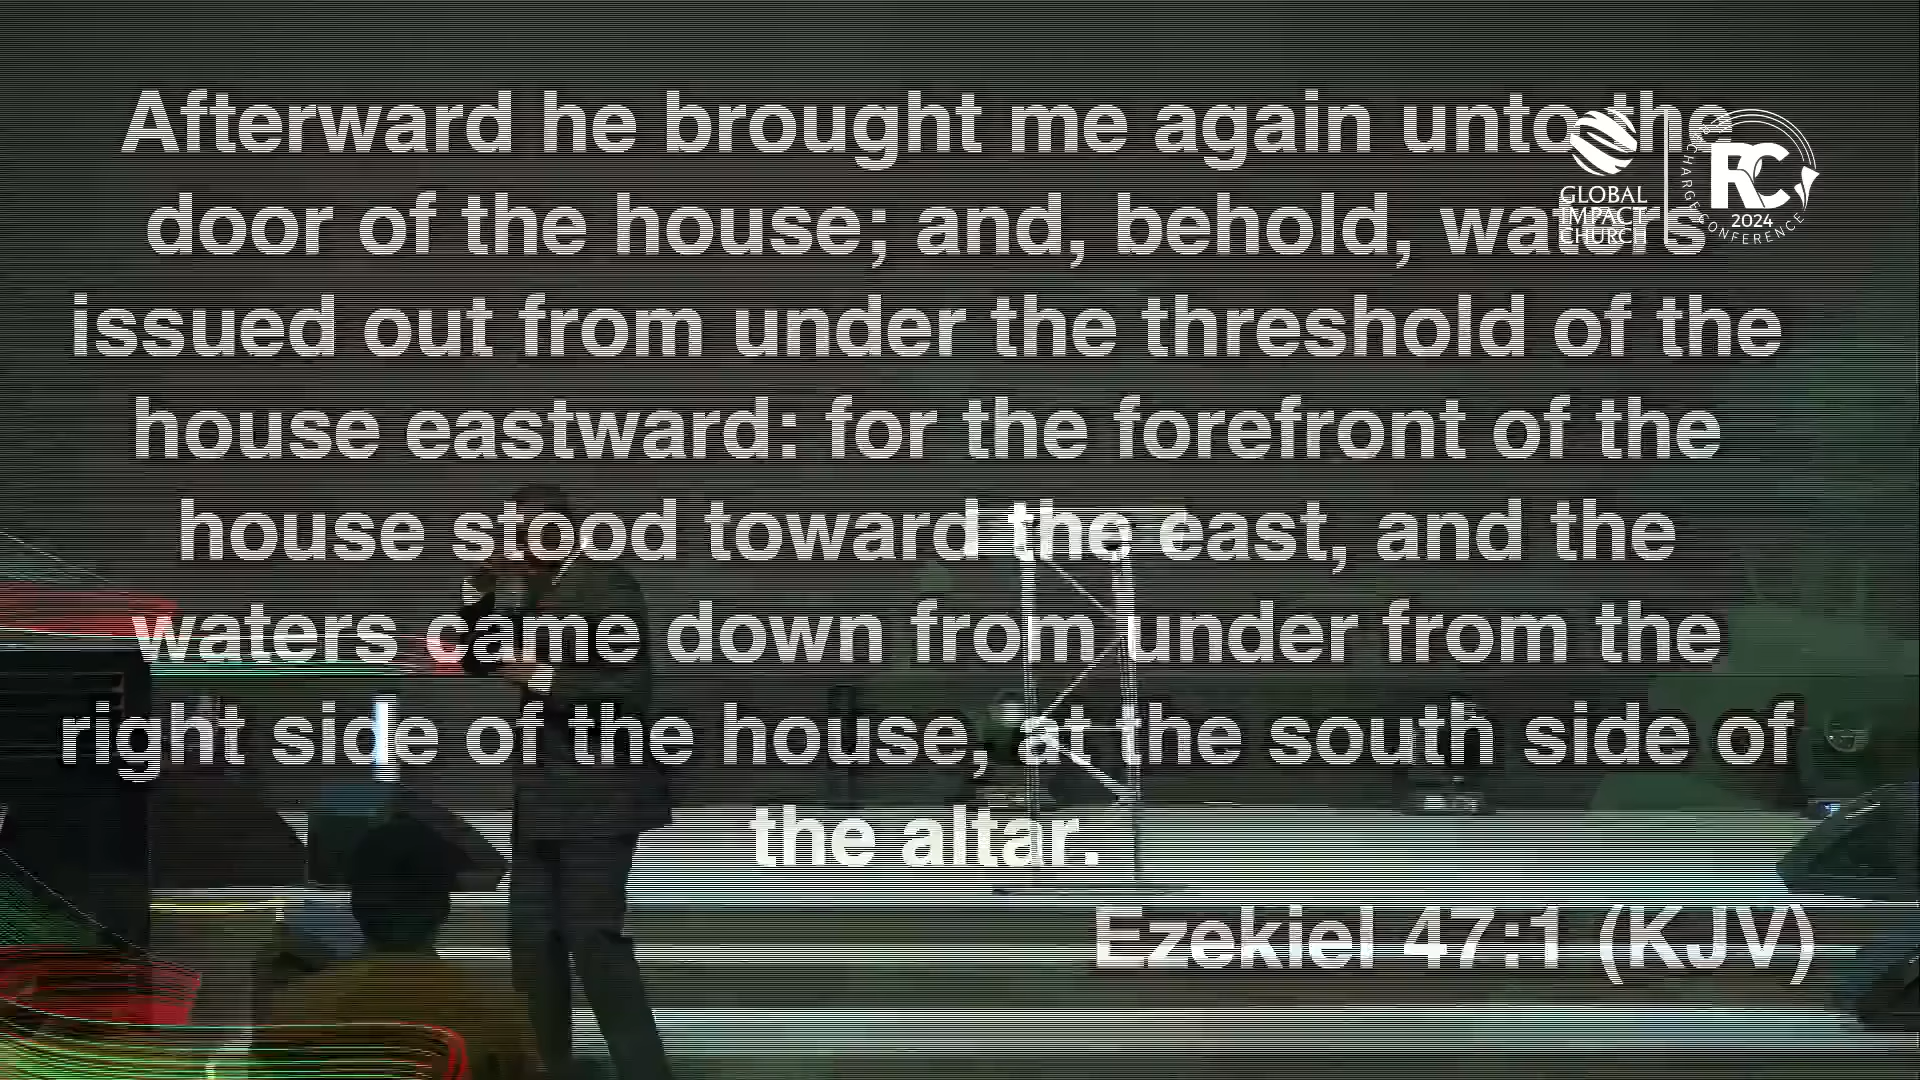 Afterward he brought me again unto the
door of the house; and, behold, waters
issued out from under the threshold of the
house eastward: for the forefront of the
house stood toward the east, and the
waters came down from under from the
right side of the house, at the south side of
the altar.
Ezekiel 47:1 (KJV)
GLOBAL
IMPACT
CHURCH
RC
2024
CHARGE CONFERENCE